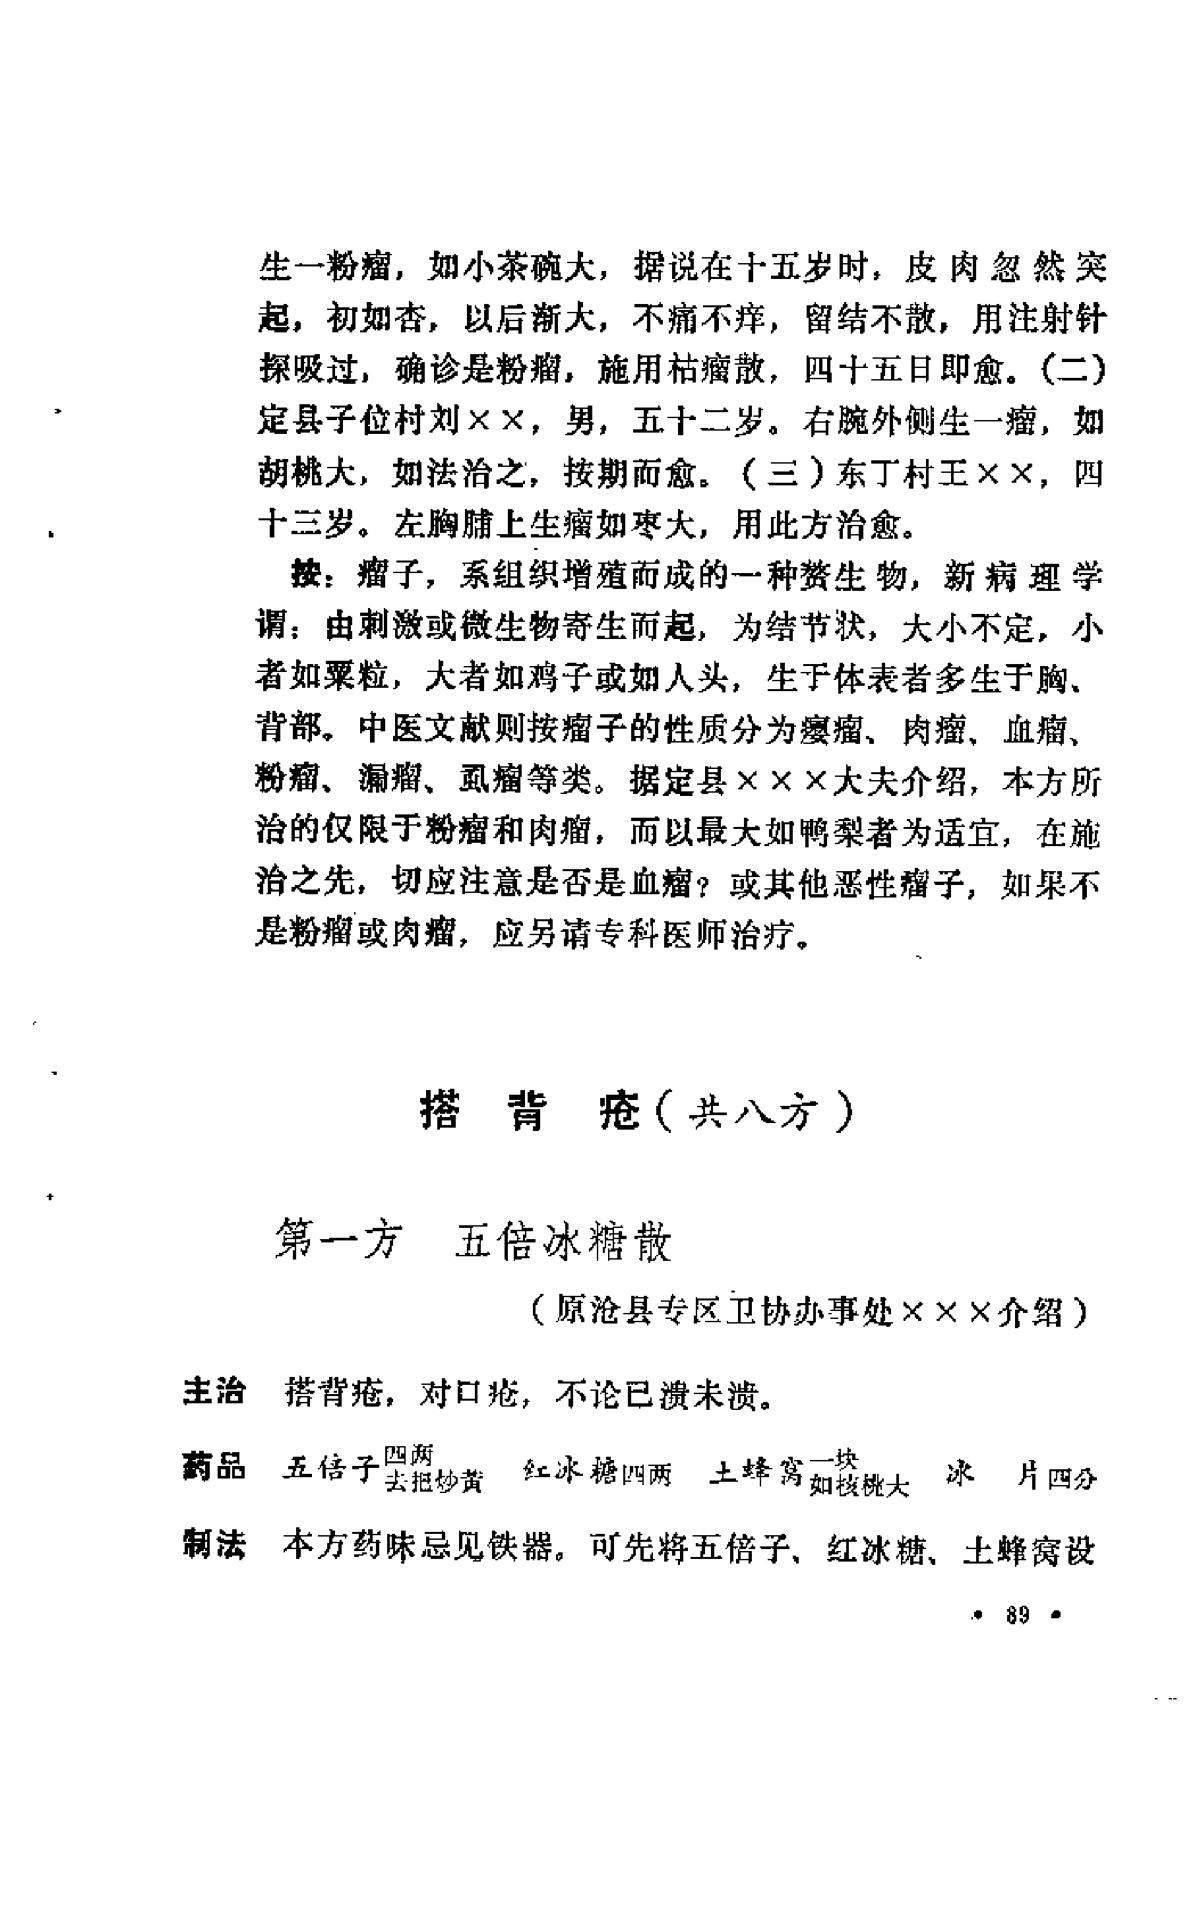 生一粉瘤，如小茶碗大，据说在十五岁时，皮肉忽然突
起，初如杏，以后渐大，不痛不痒，留结不散，用注射针
探吸过，确诊是粉瘤，施用枯瘤散，四十五日即愈。(二)
定县子位村刘××，男，五十二岁。右腕外侧生一瘤，如
胡桃大，如法治之，按期而愈。(三)东丁村王××，四
十三岁。左胸脯上生瘤如枣大，用此方治愈。
按：瘤子，系组织增殖而成的一种赘生物，新病理学
谓：由刺激或微生物寄生而起，为结节状，大小不定，小
者如粟粒，大者如鸡子或如人头，生于体表者多生于胸、
背部。中医文献则按瘤子的性质分为瘿瘤、肉瘤、血瘤、
粉瘤、漏瘤、虱瘤等类。据定县×××大夫介绍，本方所
治的仅限于粉瘤和肉瘤，而以最大如鸭梨者为适宜，在施
治之先，切应注意是否是血瘤？或其他恶性瘤子，如果不
是粉瘤或肉瘤，应另请专科医师治疗。
搭背疮(共八方)
第一方 五倍冰糖散
(原沧县专区卫协办事处×××介绍)
主治 搭背疮，对口疮，不论已溃未溃。
药品 五倍子四两去把炒黄 红冰糖四两 土蜂窝一块如核桃大 冰片四分
制法 本方药味忌见铁器。可先将五倍子、红冰糖、土蜂窝设
• 89 •